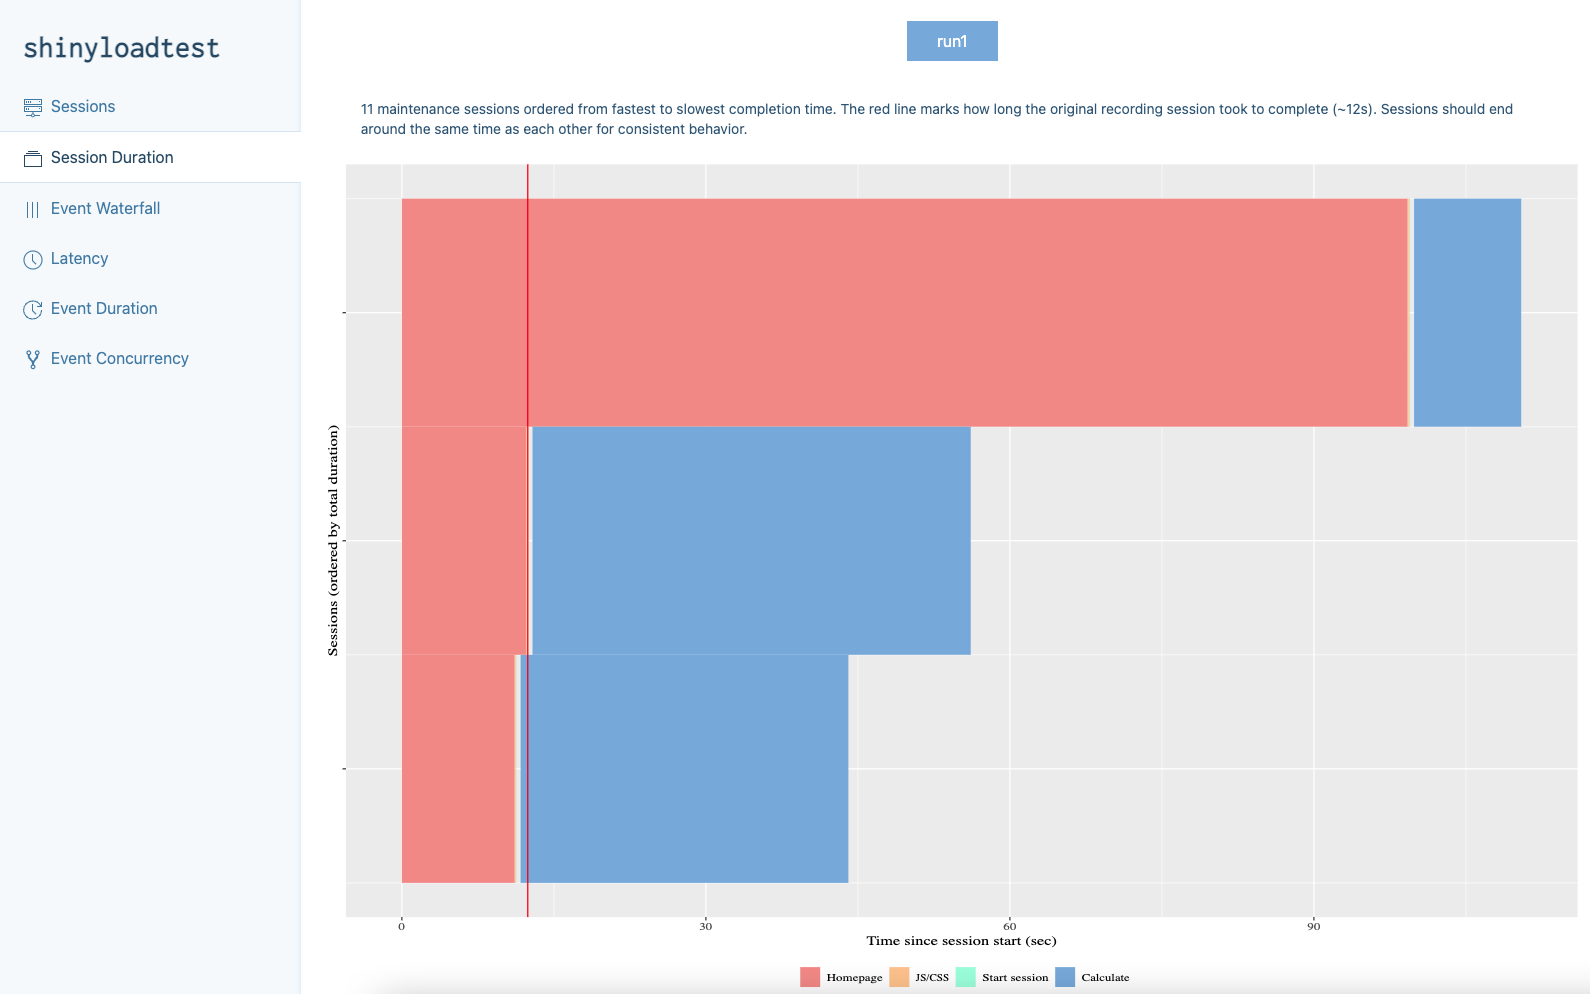 shinyloadtest
Sessions
Session Duration
Event Waterfall
Latency
Event Duration
Event Concurrency
run1
11 maintenance sessions ordered from fastest to slowest completion time. The red line marks how long the original recording session took to complete (~12s). Sessions should end
around the same time as each other for consistent behavior.
Sessions (ordered by total duration)
0 30 60 90
Time since session start (sec)
Homepage JS/CSS Start session Calculate